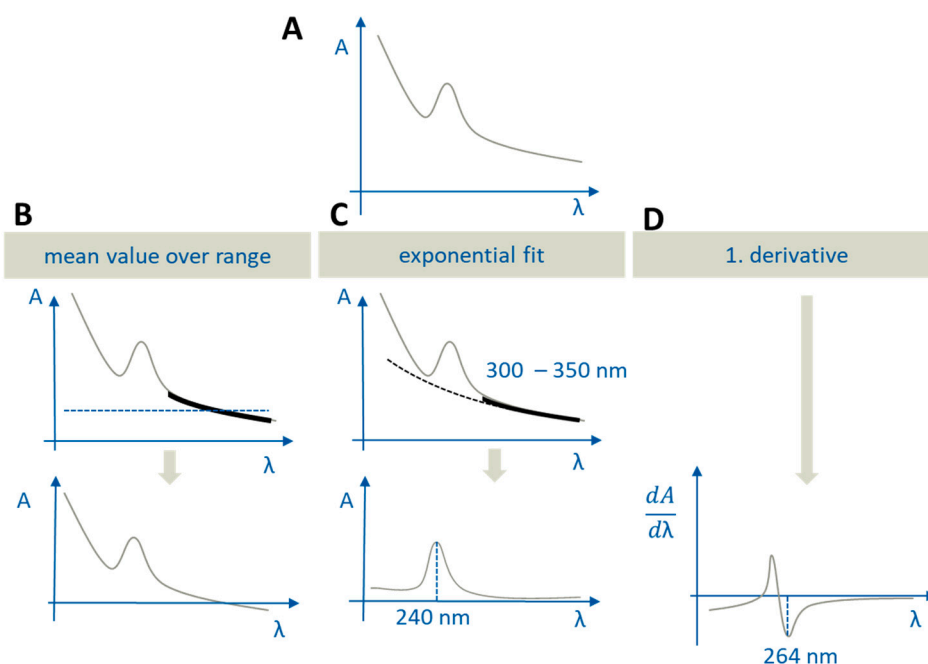 A
A
λ
B
C
D
mean value over range
exponential fit
1. derivative
A
λ
A
300 – 350 nm
λ
A
λ
A
240 nm
λ
dA
dλ
264 nm
λ